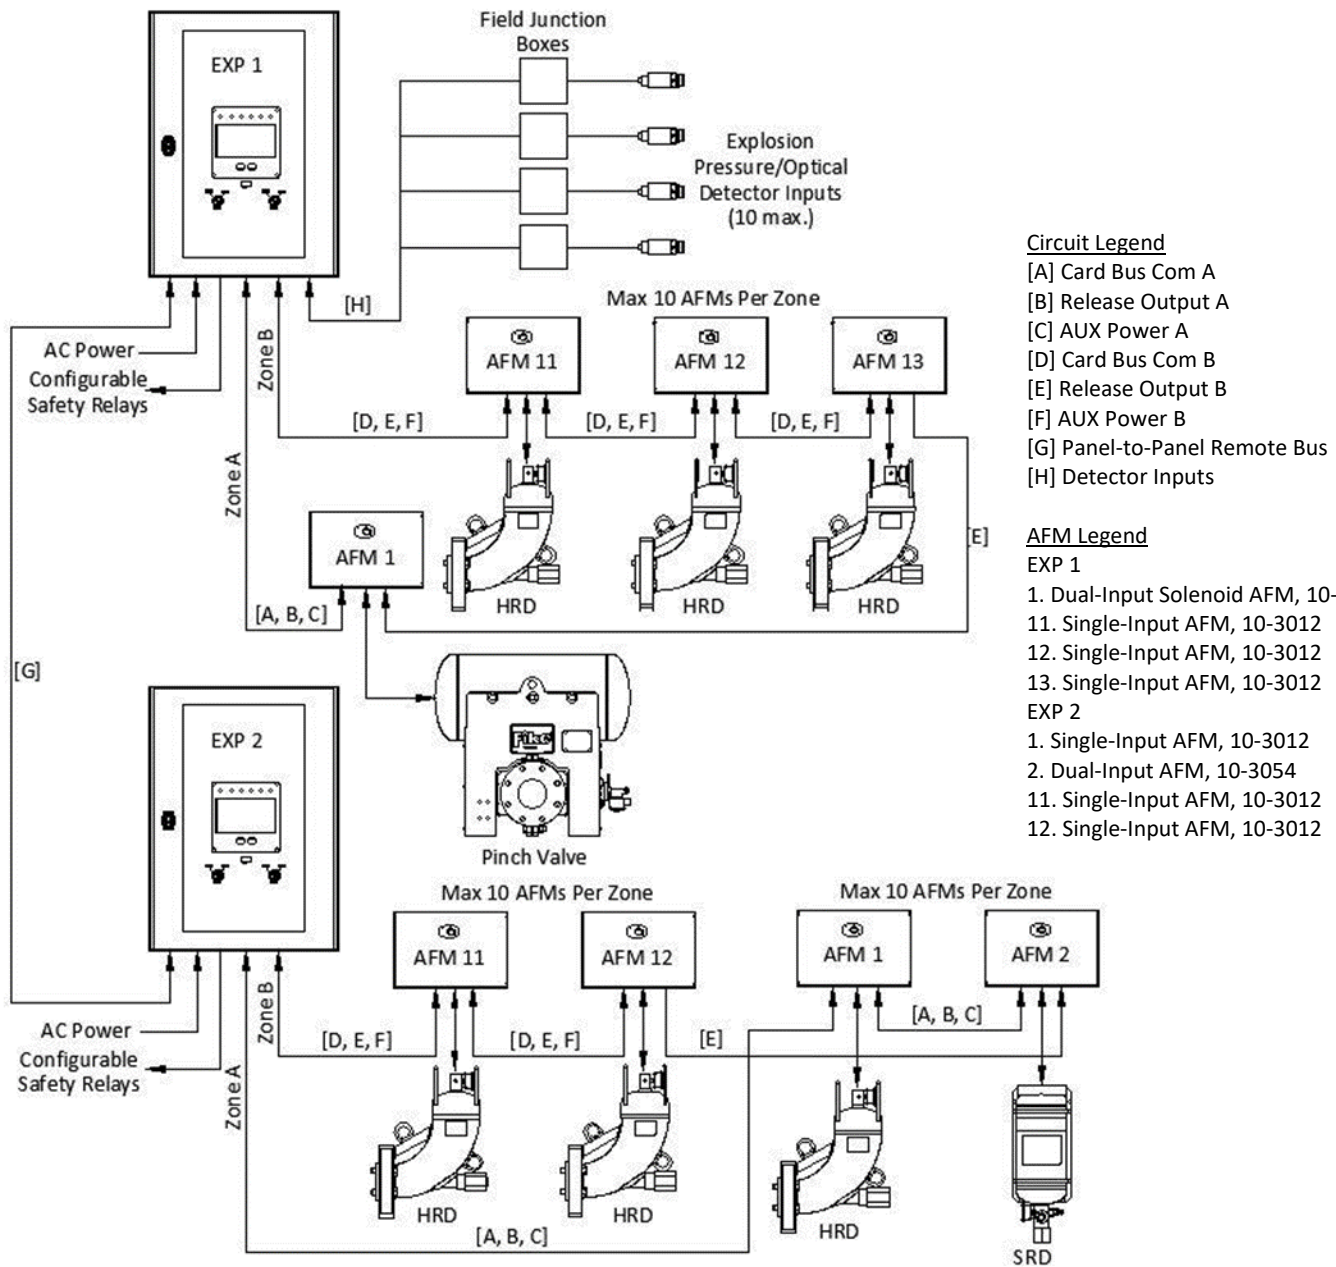 Field Junction
Boxes
EXP 1
Explosion
Pressure/Optical
Detector Inputs
(10 max.)
[H]
Max 10 AFMs Per Zone
AC Power
Configurable
Safety Relays
Zone B
Zone A
AFM 11
AFM 12
AFM 13
[D, E, F]
[D, E, F]
[D, E, F]
HRD
HRD
HRD
[E]
AFM 1
[A, B, C]
[G]
Fike
Pinch Valve
EXP 2
Max 10 AFMs Per Zone
Max 10 AFMs Per Zone
AFM 11
AFM 12
AFM 1
AFM 2
AC Power
Configurable
Safety Relays
Zone B
Zone A
[D, E, F]
[D, E, F]
[E]
[A, B, C]
HRD
HRD
HRD
SRD
[A, B, C]
Circuit Legend
[A] Card Bus Com A
[B] Release Output A
[C] AUX Power A
[D] Card Bus Com B
[E] Release Output B
[F] AUX Power B
[G] Panel-to-Panel Remote Bus
[H] Detector Inputs
AFM Legend
EXP 1
1. Dual-Input Solenoid AFM, 10-
11. Single-Input AFM, 10-3012
12. Single-Input AFM, 10-3012
13. Single-Input AFM, 10-3012
EXP 2
1. Single-Input AFM, 10-3012
2. Dual-Input AFM, 10-3054
11. Single-Input AFM, 10-3012
12. Single-Input AFM, 10-3012